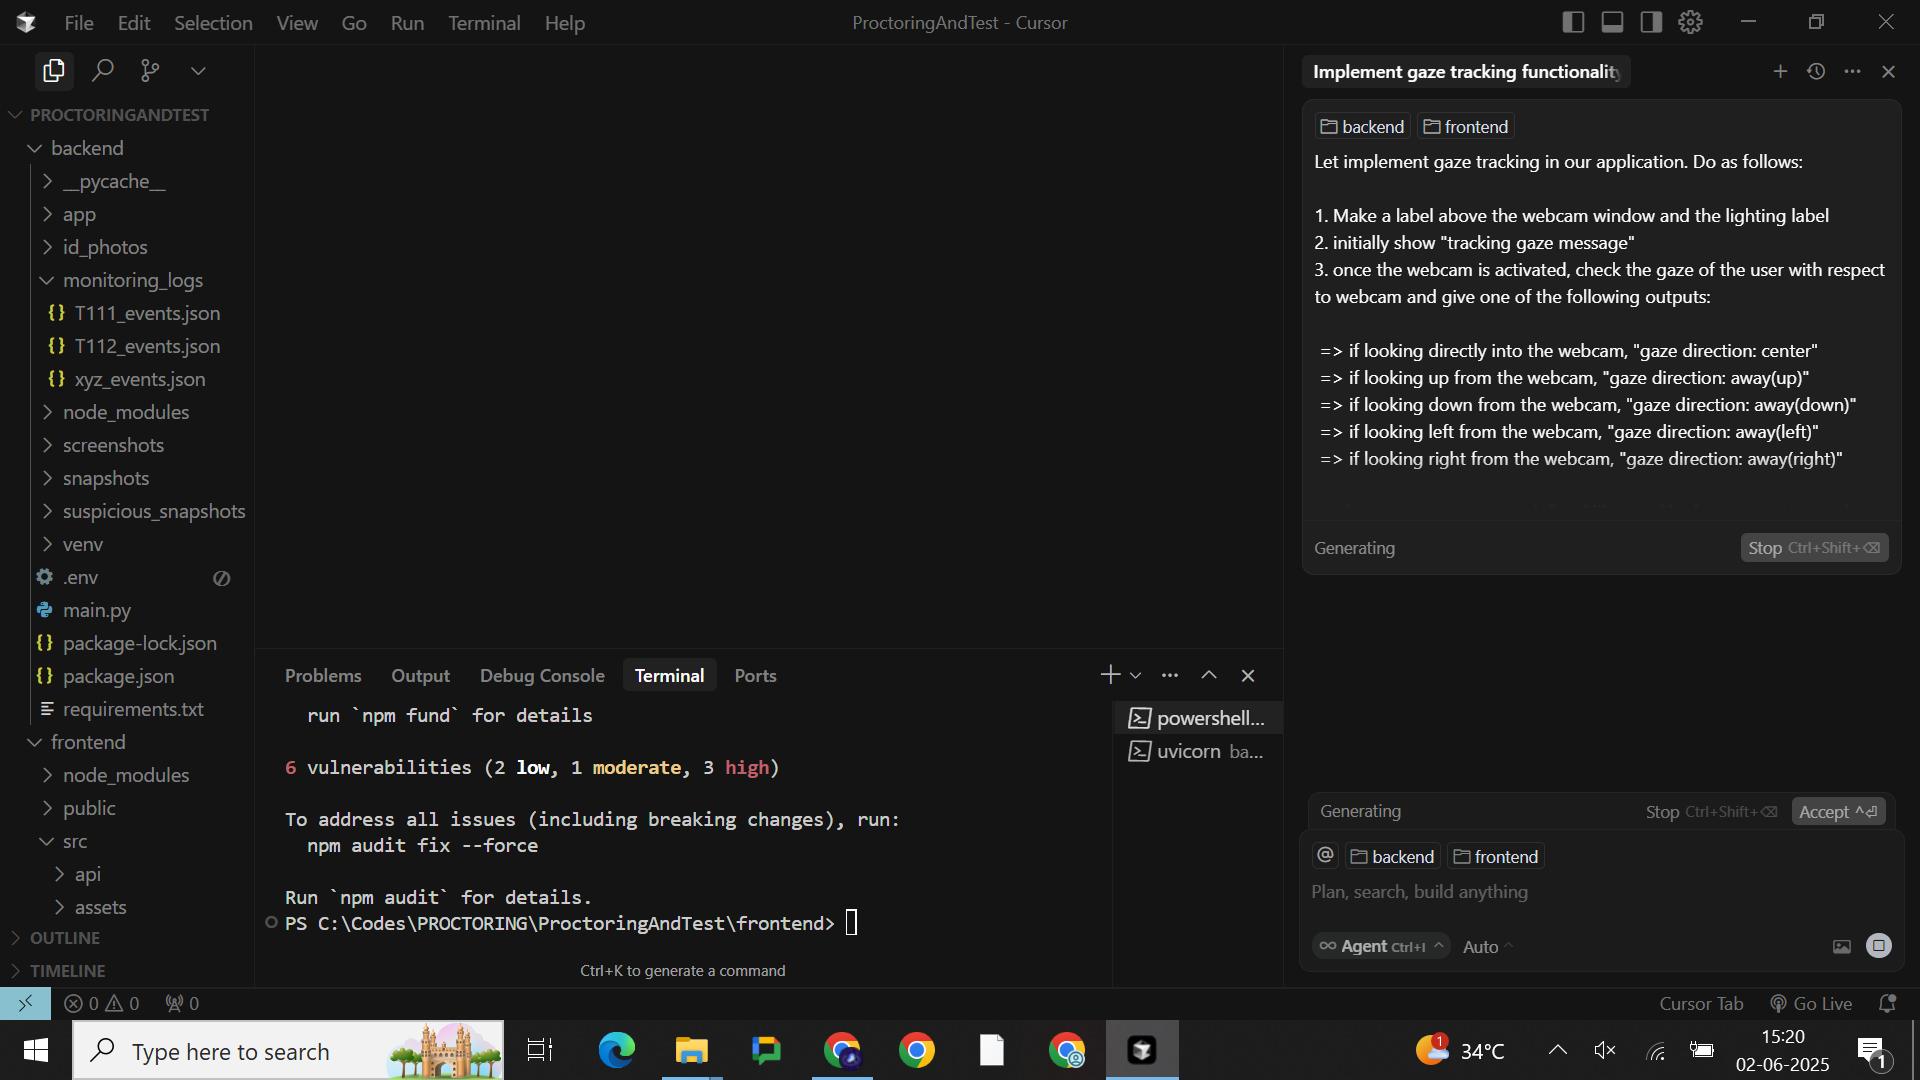 File Edit Selection View Go Run Terminal Help
ProctoringAndTest - Cursor
PROCTORINGANDTEST
backend
__pycache__
app
id_photos
monitoring_logs
{} T111_events.json
{} T112_events.json
{} xyz_events.json
node_modules
screenshots
snapshots
suspicious_snapshots
venv
.env
main.py
{} package-lock.json
{} package.json
requirements.txt
frontend
node_modules
public
src
api
assets
OUTLINE
TIMELINE
Problems Output Debug Console Terminal Ports
run `npm fund` for details
6 vulnerabilities (2 low, 1 moderate, 3 high)
To address all issues (including breaking changes), run:
npm audit fix --force
Run `npm audit` for details.
PS C:\Codes\PROCTORING\ProctoringAndTest\frontend>
Ctrl+K to generate a command
powershell...
uvicorn ba...
Implement gaze tracking functionalit
backend frontend
Let implement gaze tracking in our application. Do as follows:
1. Make a label above the webcam window and the lighting label
2. initially show "tracking gaze message"
3. once the webcam is activated, check the gaze of the user with respect
to webcam and give one of the following outputs:
=> if looking directly into the webcam, "gaze direction: center"
=> if looking up from the webcam, "gaze direction: away(up)"
=> if looking down from the webcam, "gaze direction: away(down)"
=> if looking left from the webcam, "gaze direction: away(left)"
=> if looking right from the webcam, "gaze direction: away(right)"
Generating Stop Ctrl+Shift+⌫
Generating Stop Ctrl+Shift+⌫ Accept ^⏎
@ backend frontend
Plan, search, build anything
∞ Agent Ctrl+I Auto
0 0 0
Cursor Tab Go Live
Type here to search
1 34°C
15:20
02-06-2025
1